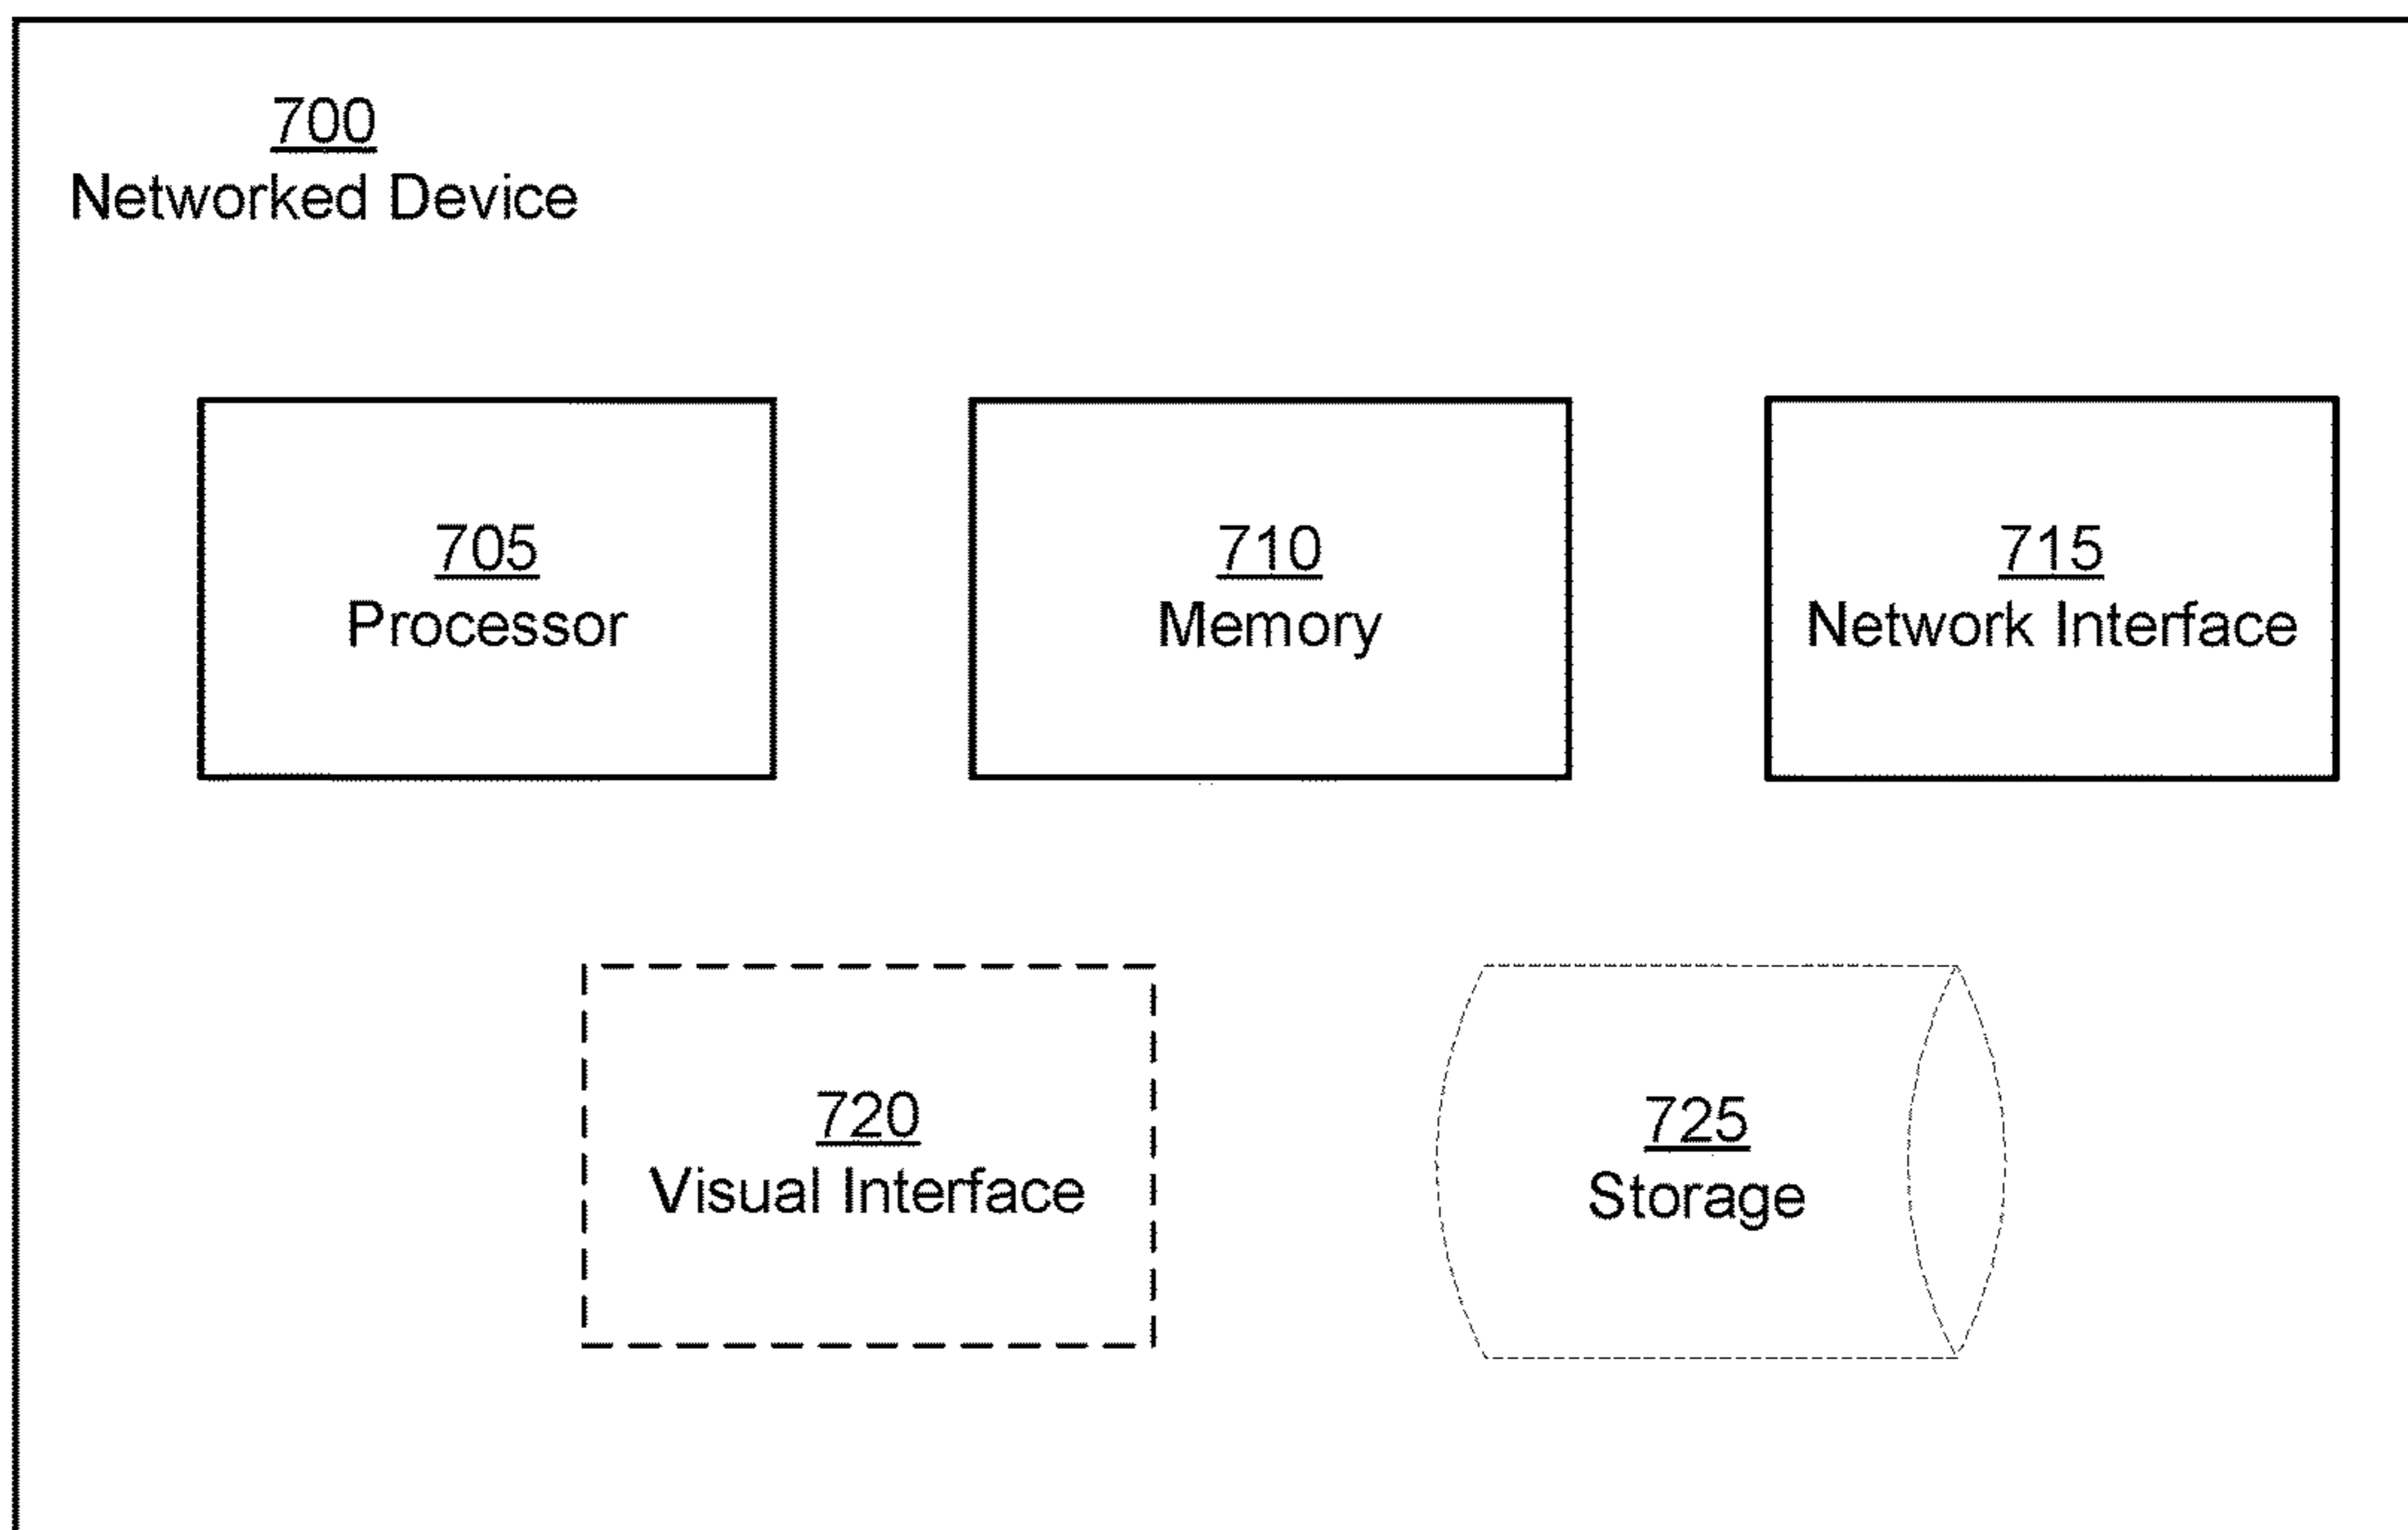 700
Networked Device
705
Processor
710
Memory
715
Network Interface
720
Visual Interface
725
Storage